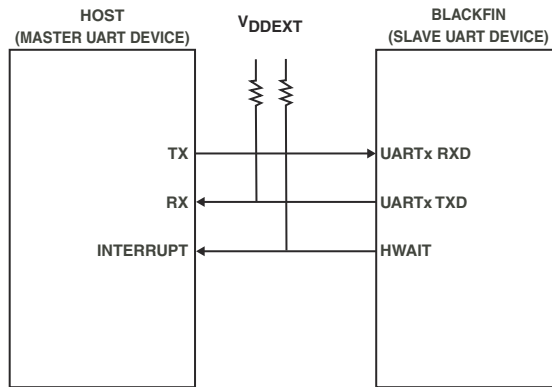 HOST
(MASTER UART DEVICE)
VDDEXT
BLACKFIN
(SLAVE UART DEVICE)
TX
UARTx RXD
RX
UARTx TXD
INTERRUPT
HWAIT